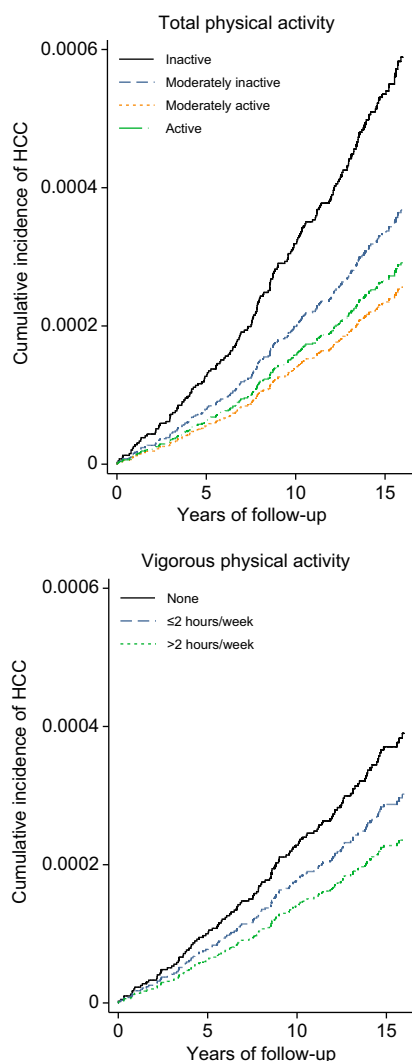 Total physical activity
0.0006
Inactive
Moderately inactive
Moderately active
Active
0.0004
Cumulative incidence of HCC
0.0002
0
0 5 10 15
Years of follow-up
Vigorous physical activity
0.0006
None
≤2 hours/week
>2 hours/week
0.0004
Cumulative incidence of HCC
0.0002
0
0 5 10 15
Years of follow-up